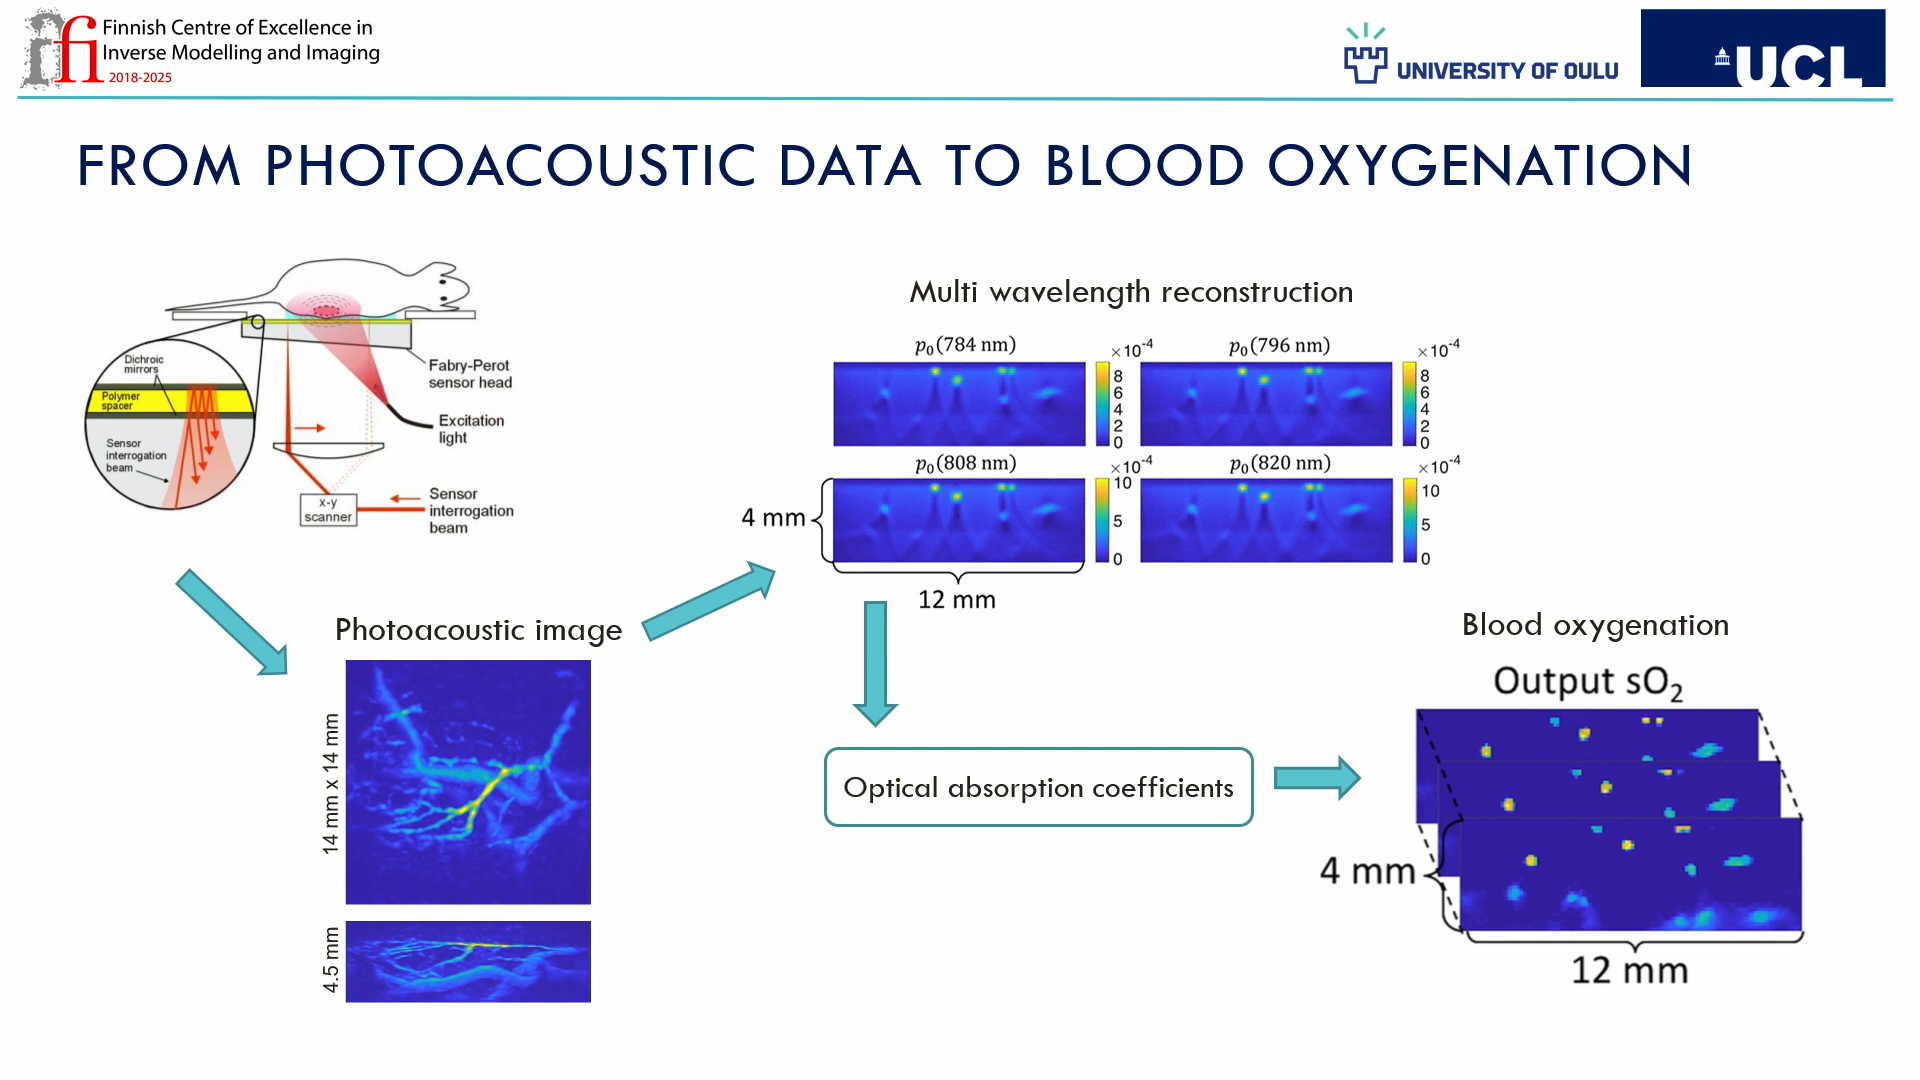 Finnish Centre of Excellence in
Inverse Modelling and Imaging
2018-2025
fi
UNIVERSITY OF OULU
UCL
FROM PHOTOACOUSTIC DATA TO BLOOD OXYGENATION
Dichroic
mirrors
Polymer
spacer
Sensor
interrogation
beam
Fabry-Perot
sensor head
Excitation
light
x-y
scanner
Sensor
interrogation
beam
Photoacoustic image
14 mm x 14 mm
4.5 mm
Multi wavelength reconstruction
p₀(784 nm)
×10⁻⁴
8
6
4
2
0
p₀(796 nm)
×10⁻⁴
8
6
4
2
0
p₀(808 nm)
×10⁻⁴
10
5
0
p₀(820 nm)
×10⁻⁴
10
5
0
4 mm
12 mm
Optical absorption coefficients
Blood oxygenation
Output sO₂
4 mm
12 mm